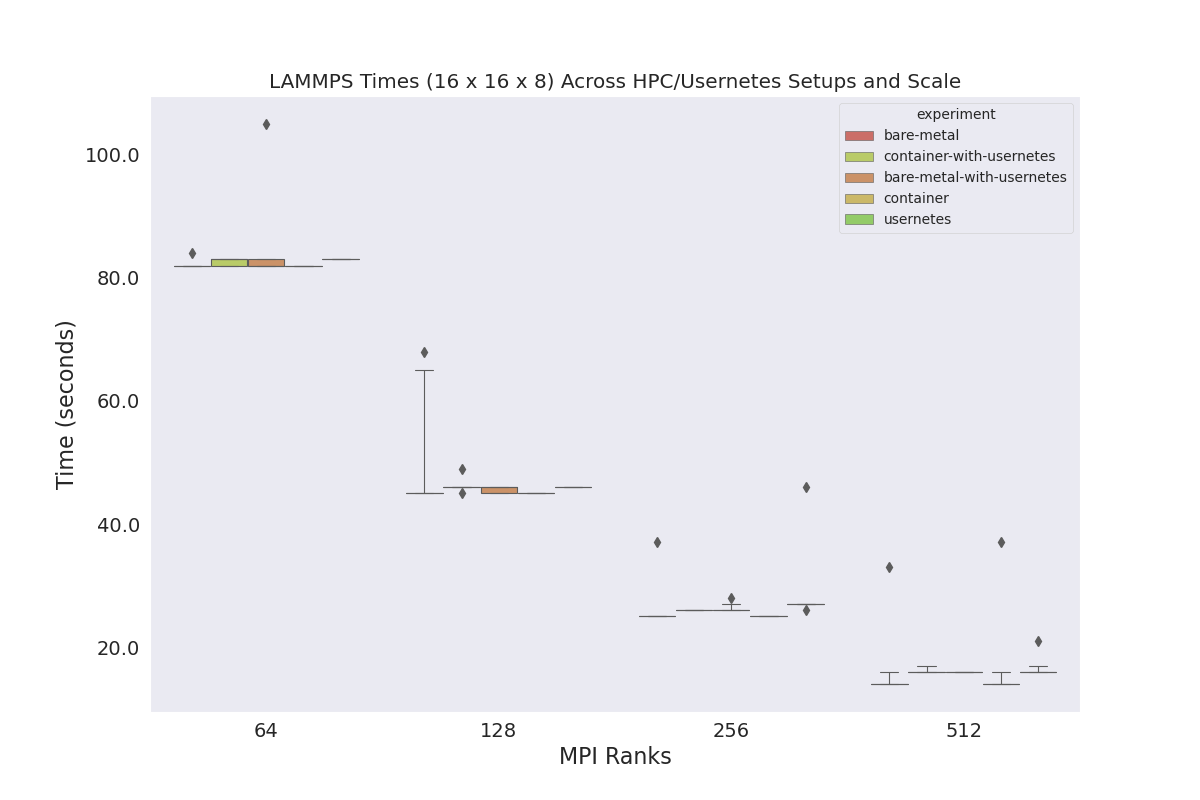 LAMMPS Times (16 x 16 x 8) Across HPC/Usernetes Setups and Scale
experiment
bare-metal
container-with-usernetes
bare-metal-with-usernetes
container
usernetes
Time (seconds)
100.0
80.0
60.0
40.0
20.0
64
128
256
512
MPI Ranks